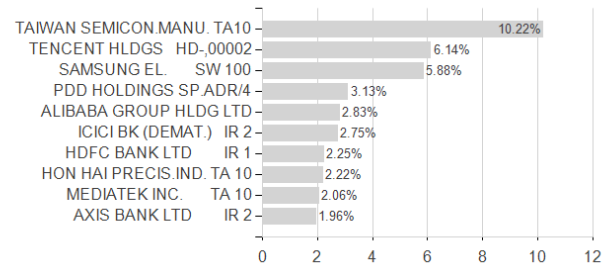 TAIWAN SEMICON.MANU. TA10 10.22%
TENCENT HLDGS HD-,00002 6.14%
SAMSUNG EL. SW 100 5.88%
PDD HOLDINGS SP.ADR/4 3.13%
ALIBABA GROUP HLDG LTD 2.83%
ICICI BK (DEMAT.) IR 2 2.75%
HDFC BANK LTD IR 1 2.25%
HON HAI PRECIS.IND. TA 10 2.22%
MEDIATEK INC. TA 10 2.06%
AXIS BANK LTD IR 2 1.96%
0 2 4 6 8 10 12